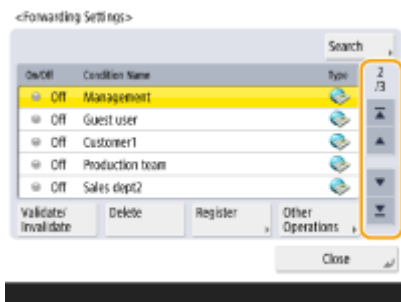 <Forwarding Settings>
Search
On/Off Condition Name Type
2
/3
Off Management
Off Guest user
Off Customer1
Off Production team
Off Sales dept2
Validate/
Invalidate
Delete
Register
Other
Operations
Close